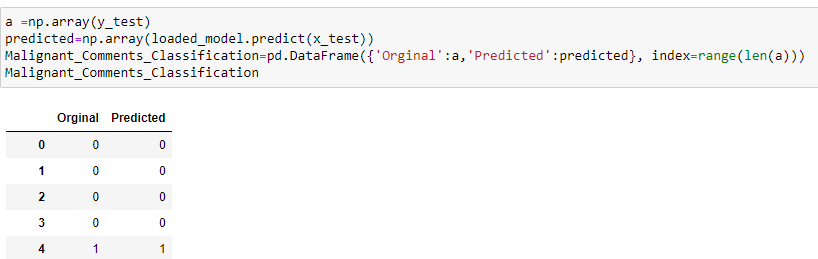 a =np.array(y_test)
predicted=np.array(loaded_model.predict(x_test))
Malignant_Comments_Classification=pd.DataFrame({'Orginal':a,'Predicted':predicted}, index=range(len(a)))
Malignant_Comments_Classification
Orginal Predicted
0 0 0
1 0 0
2 0 0
3 0 0
4 1 1